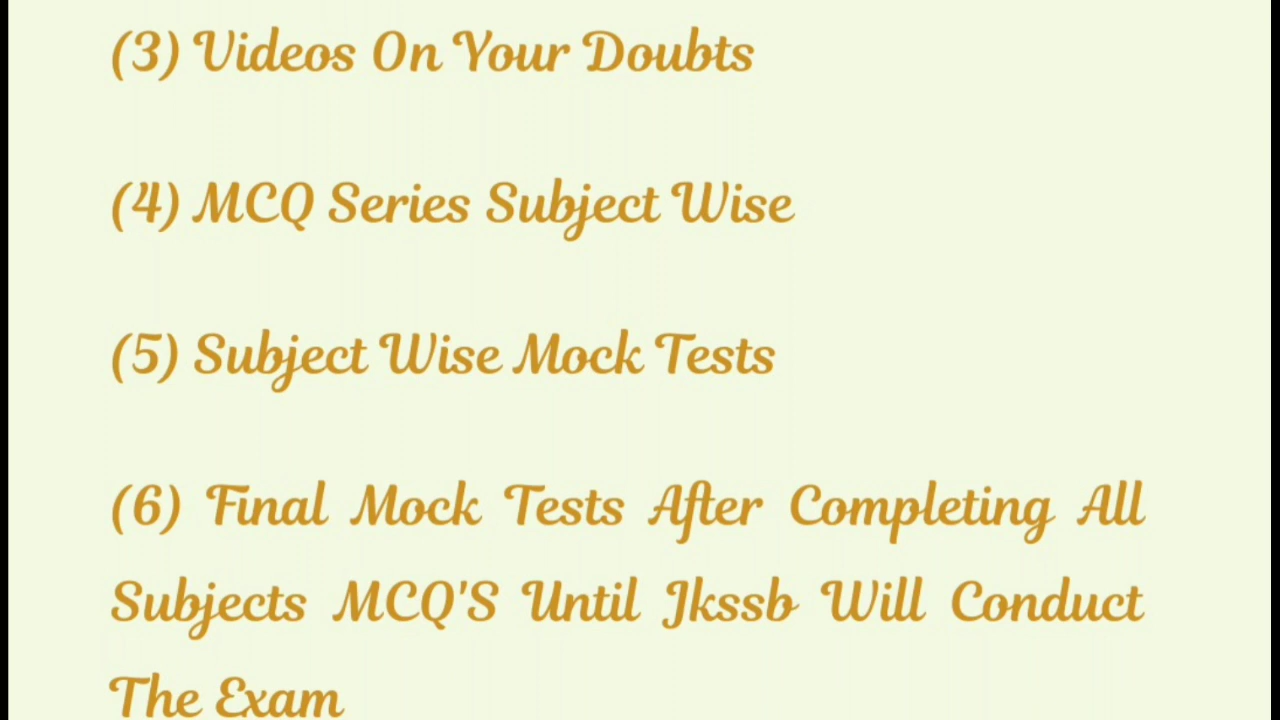 (3) Videos On Your Doubts
(4) MCQ Series Subject Wise
(5) Subject Wise Mock Tests
(6) Final Mock Tests After Completing All
Subjects MCQ'S Until Jkssb Will Conduct
The Exam